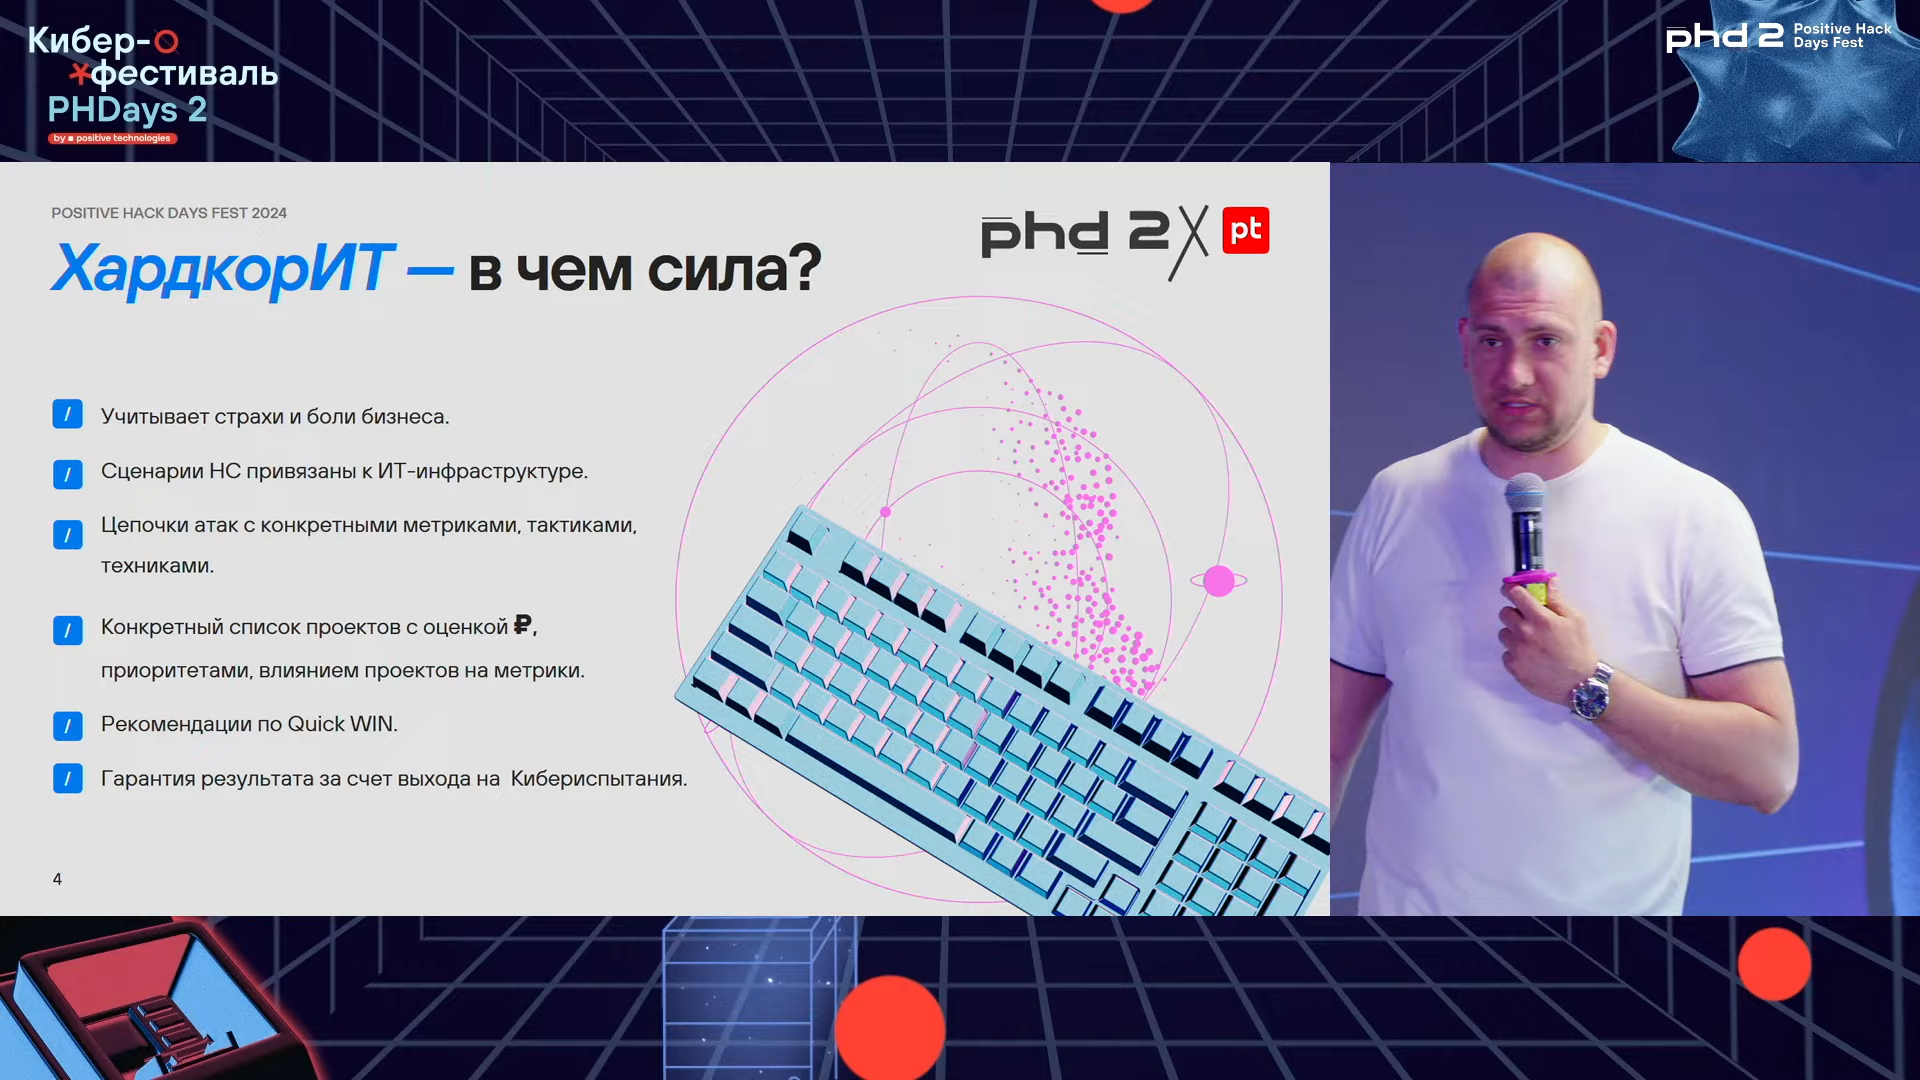 Кибер-
фестиваль
PHDays 2
by positive technologies
phd 2 Positive Hack
Days Fest
POSITIVE HACK DAYS FEST 2024
ХардкорИТ — в чем сила?
phd 2 pt
/ Учитывает страхи и боли бизнеса.
/ Сценарии НС привязаны к ИТ-инфраструктуре.
/ Цепочки атак с конкретными метриками, тактиками,
техниками.
/ Конкретный список проектов с оценкой ₽,
приоритетами, влиянием проектов на метрики.
/ Рекомендации по Quick WIN.
/ Гарантия результата за счет выхода на Кибериспытания.
4